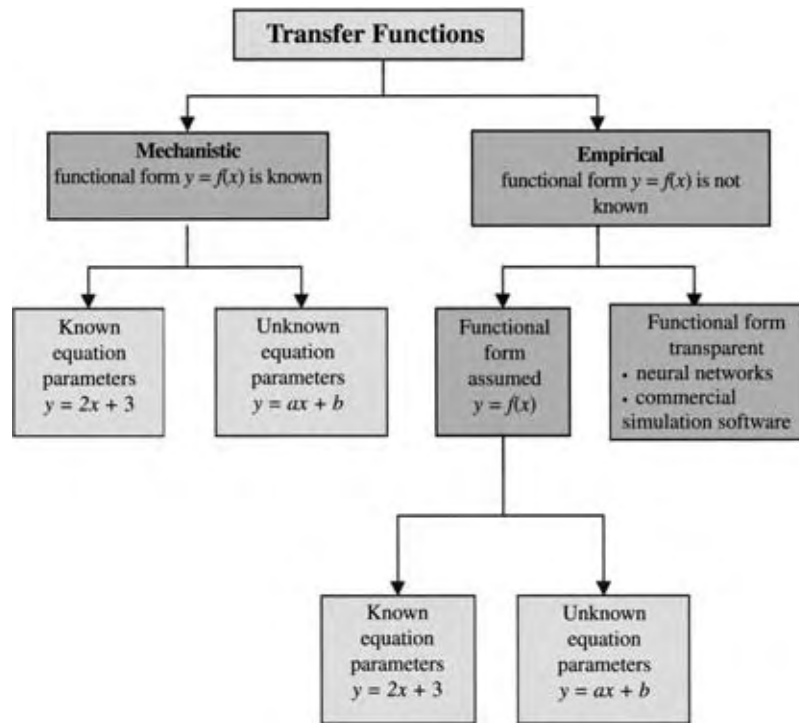 Transfer Functions
Mechanistic
functional form y = f(x) is known
Empirical
functional form y = f(x) is not
known
Known
equation
parameters
y = 2x + 3
Unknown
equation
parameters
y = ax + b
Functional
form
assumed
y = f(x)
Functional form
transparent
• neural networks
• commercial
simulation software
Known
equation
parameters
y = 2x + 3
Unknown
equation
parameters
y = ax + b